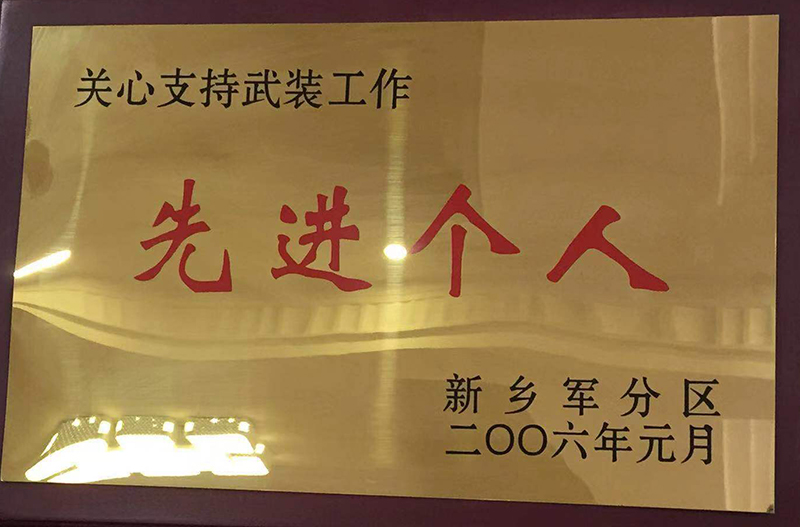 关心支持武装工作
先进个人
新乡军分区
二〇〇六年元月